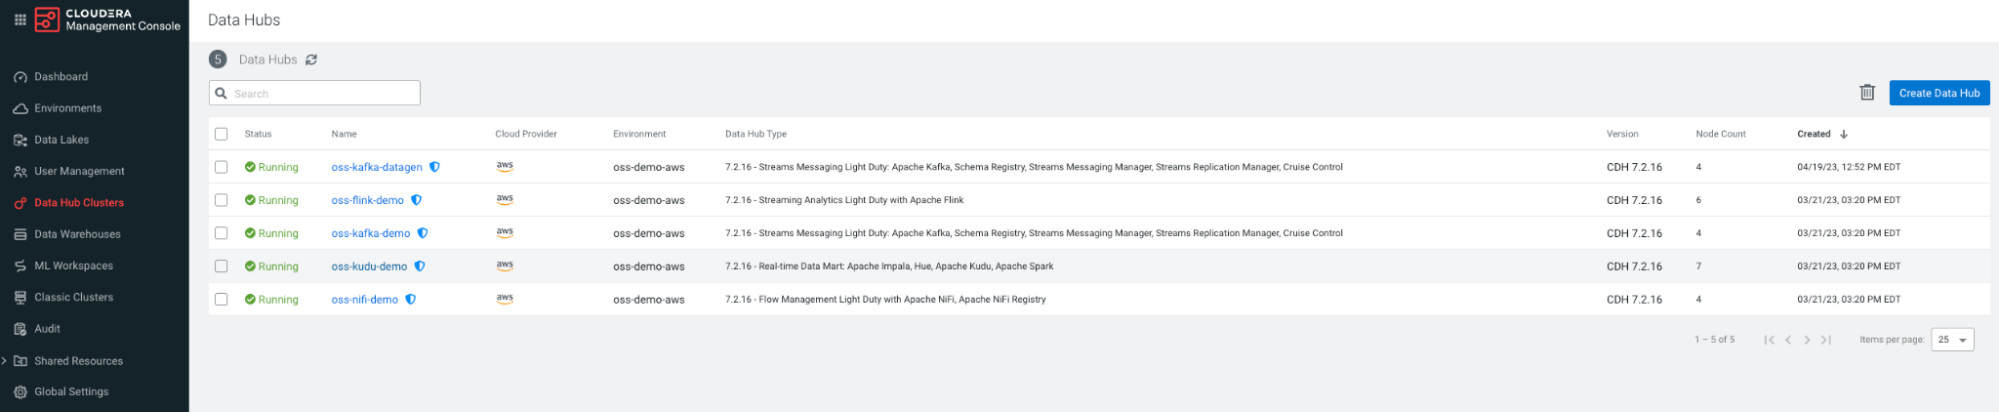 CLOUDERA
Management Console
Dashboard
Environments
Data Lakes
User Management
Data Hub Clusters
Data Warehouses
ML Workspaces
Classic Clusters
Audit
Shared Resources
Global Settings
Data Hubs
5 Data Hubs
Search
Create Data Hub
Status Name Cloud Provider Environment Data Hub Type Version Node Count Created
Running oss-kafka-datagen aws oss-demo-aws 7.2.16 - Streams Messaging Light Duty: Apache Kafka, Schema Registry, Streams Messaging Manager, Streams Replication Manager, Cruise Control CDH 7.2.16 4 04/19/23, 12:52 PM EDT
Running oss-flink-demo aws oss-demo-aws 7.2.16 - Streaming Analytics Light Duty with Apache Flink CDH 7.2.16 6 03/21/23, 03:20 PM EDT
Running oss-kafka-demo aws oss-demo-aws 7.2.16 - Streams Messaging Light Duty: Apache Kafka, Schema Registry, Streams Messaging Manager, Streams Replication Manager, Cruise Control CDH 7.2.16 4 03/21/23, 03:20 PM EDT
Running oss-kudu-demo aws oss-demo-aws 7.2.16 - Real-time Data Mart: Apache Impala, Hue, Apache Kudu, Apache Spark CDH 7.2.16 7 03/21/23, 03:20 PM EDT
Running oss-nifi-demo aws oss-demo-aws 7.2.16 - Flow Management Light Duty with Apache NiFi, Apache NiFi Registry CDH 7.2.16 4 03/21/23, 03:20 PM EDT
1 – 5 of 5 Items per page: 25